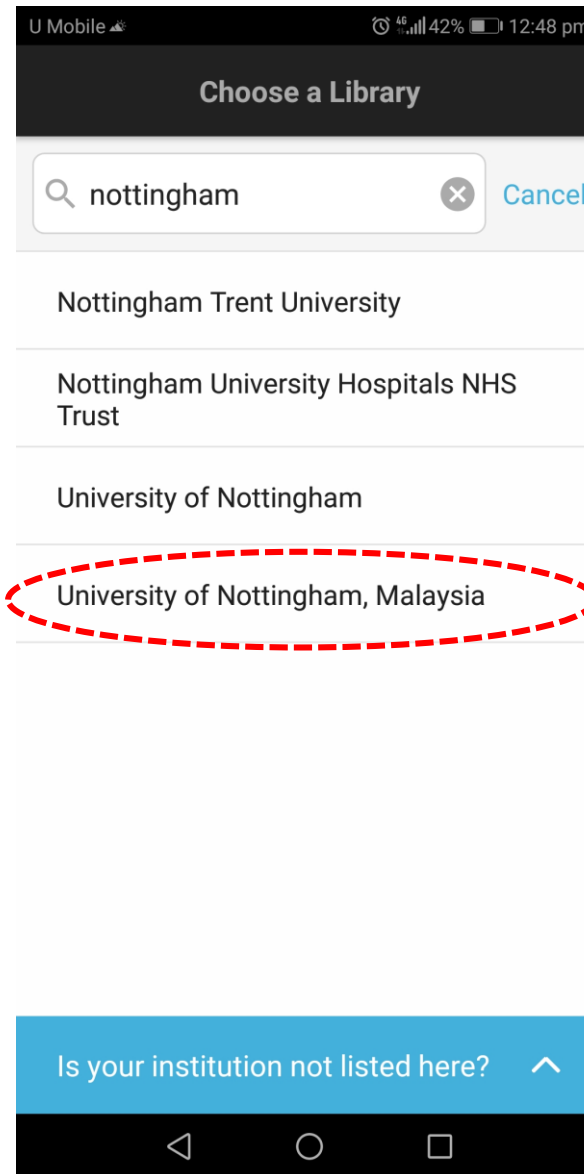 U Mobile 42% 12:48 pm
Choose a Library
nottingham Cancel
Nottingham Trent University
Nottingham University Hospitals NHS
Trust
University of Nottingham
University of Nottingham, Malaysia
Is your institution not listed here?